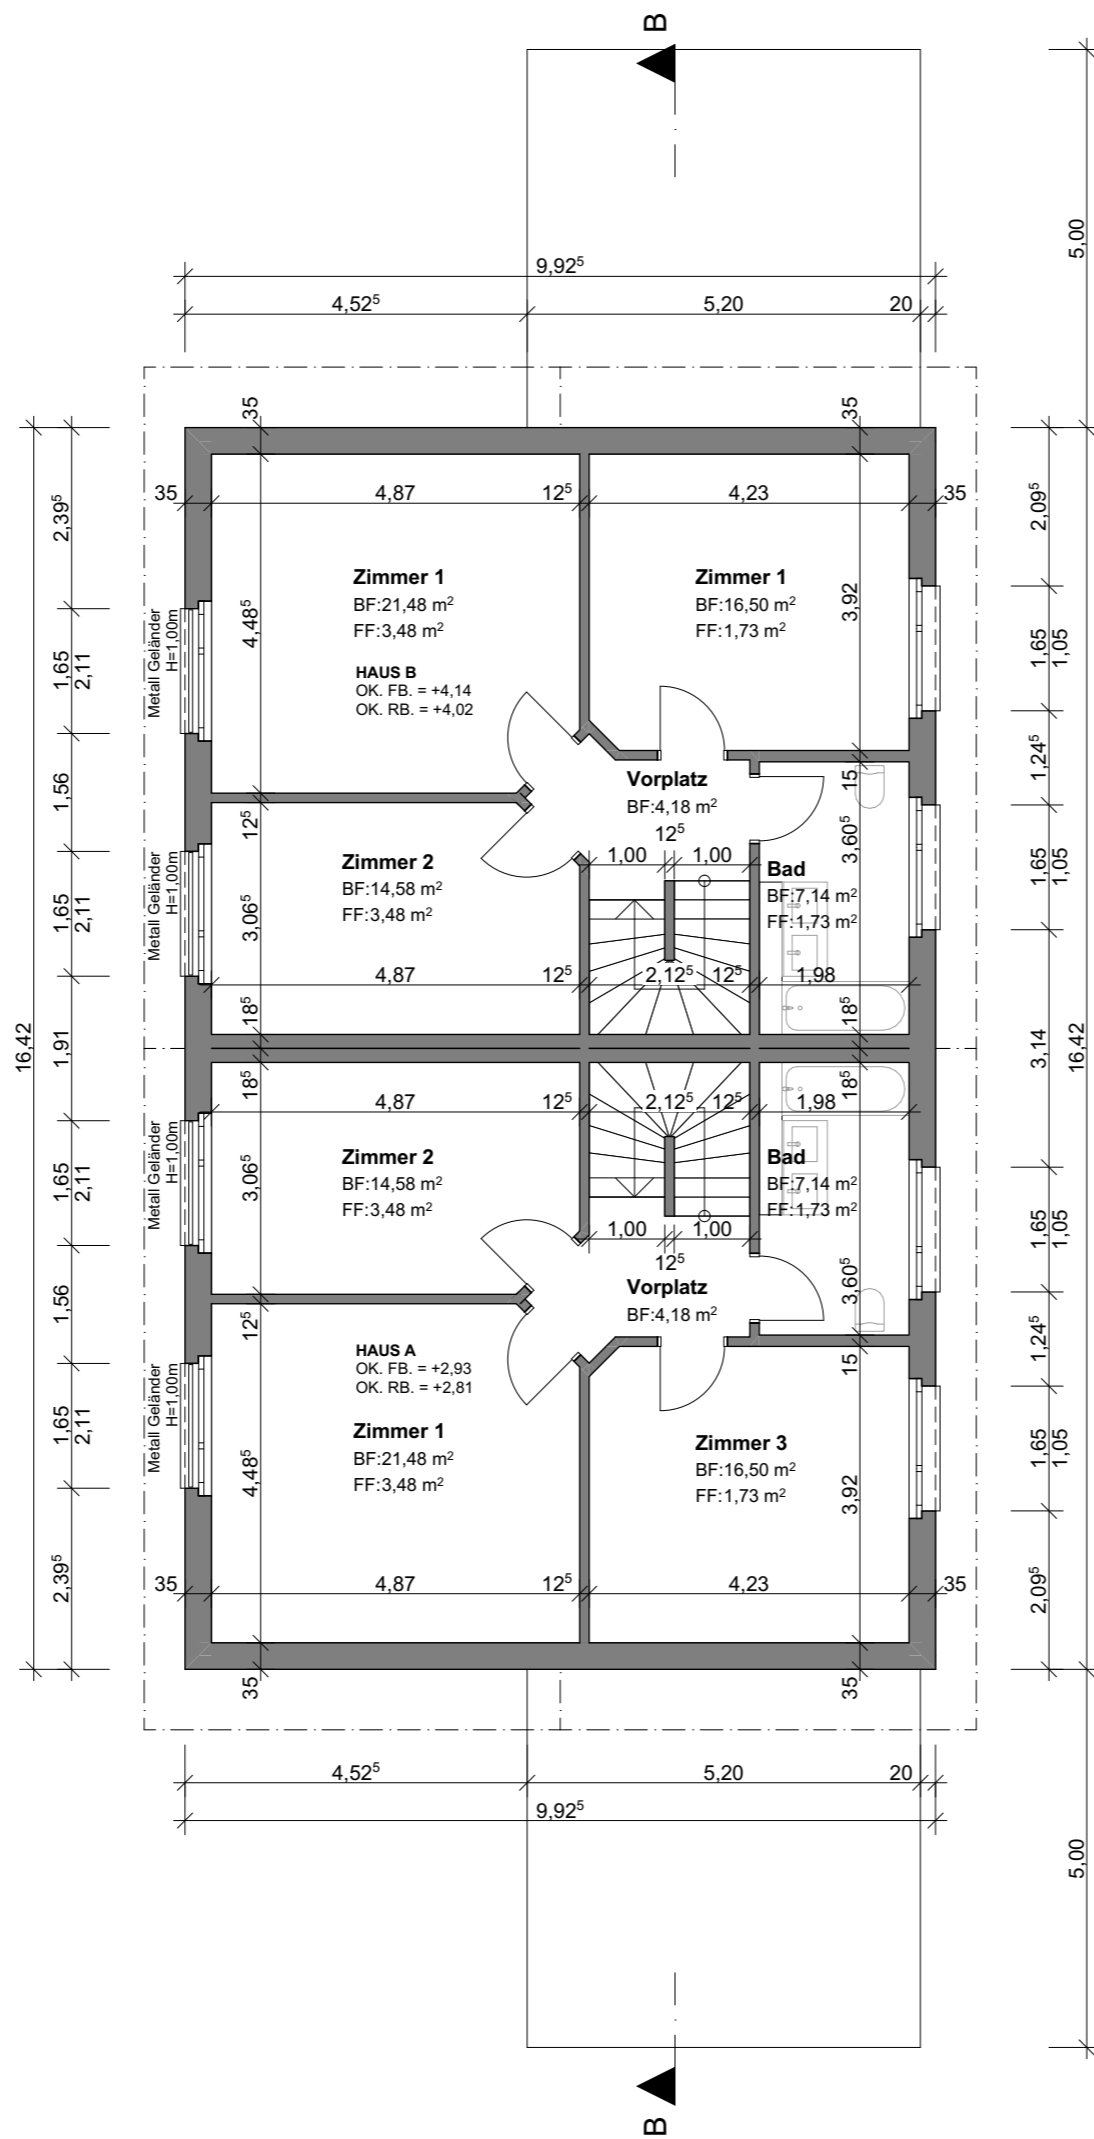 B
5,00
9,92⁵
4,52⁵
5,20
20
35
35
35
4,87
12⁵
4,23
35
2,39⁵
2,09⁵
Zimmer 1
BF:21,48 m²
FF:3,48 m²
Zimmer 1
BF:16,50 m²
FF:1,73 m²
4,48⁵
3,92
HAUS B
OK. FB. = +4,14
OK. RB. = +4,02
Metall Geländer
H=1,00m
1,65
2,11
1,65
1,05
1,56
1,24⁵
Vorplatz
BF:4,18 m²
15
12⁵
12⁵
1,00
1,00
3,60⁵
Zimmer 2
BF:14,58 m²
FF:3,48 m²
Bad
BF:7,14 m²
FF:1,73 m²
Metall Geländer
H=1,00m
1,65
2,11
3,06⁵
1,65
1,05
4,87
12⁵
2,12⁵
12⁵
1,98
18⁵
18⁵
16,42
1,91
3,14
16,42
18⁵
18⁵
4,87
12⁵
2,12⁵
12⁵
1,98
Zimmer 2
BF:14,58 m²
FF:3,48 m²
Bad
BF:7,14 m²
FF:1,73 m²
Metall Geländer
H=1,00m
1,65
2,11
3,06⁵
1,65
1,05
1,00
1,00
12⁵
3,60⁵
Vorplatz
BF:4,18 m²
1,56
12⁵
1,24⁵
15
HAUS A
OK. FB. = +2,93
OK. RB. = +2,81
Zimmer 1
BF:21,48 m²
FF:3,48 m²
Zimmer 3
BF:16,50 m²
FF:1,73 m²
Metall Geländer
H=1,00m
1,65
2,11
4,48⁵
3,92
1,65
1,05
2,39⁵
2,09⁵
35
4,87
12⁵
4,23
35
35
35
4,52⁵
5,20
20
9,92⁵
5,00
B